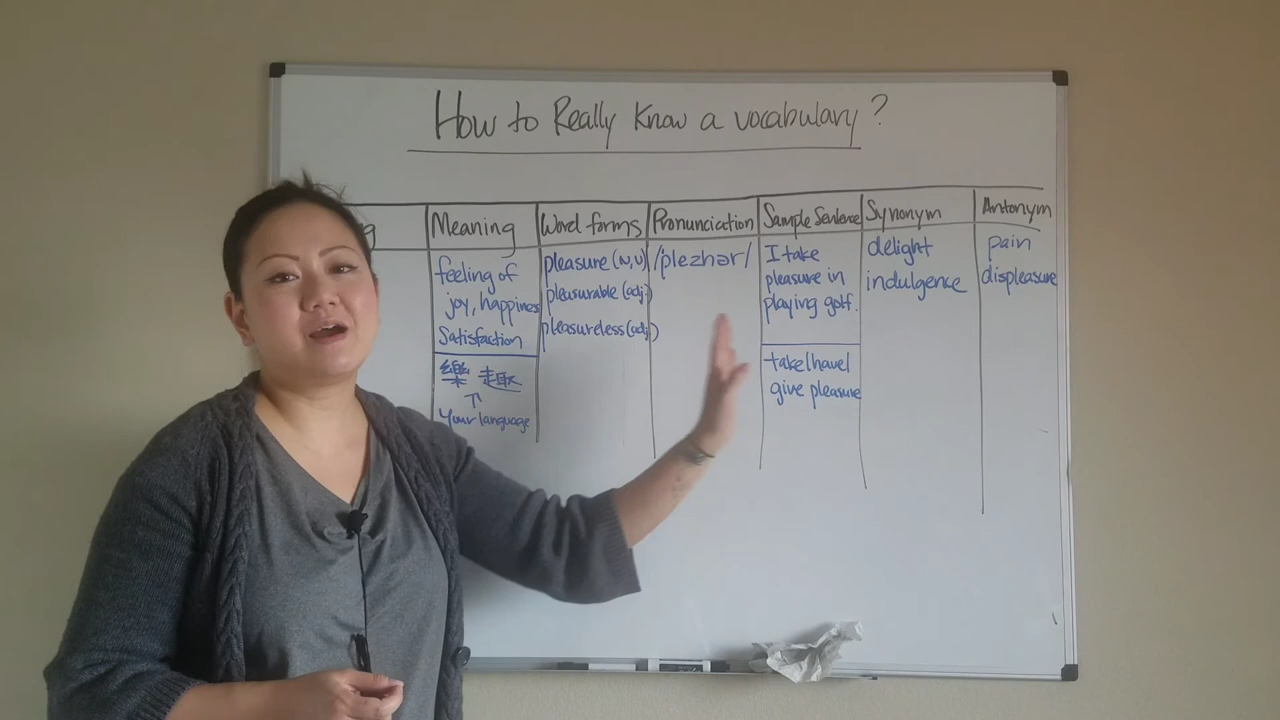 How to Really Know a vocabulary?
g
Meaning
Word forms
Pronunciation
Sample Sentence
Synonym
Antonym
feeling of
joy, happiness
Satisfaction
樂 趣
↑
Your language
pleasure (N,V)
pleasurable (adj.)
pleasureless (adj.)
/plezhər/
I take
pleasure in
playing golf.
take/have/
give pleasure
delight
indulgence
pain
displeasure